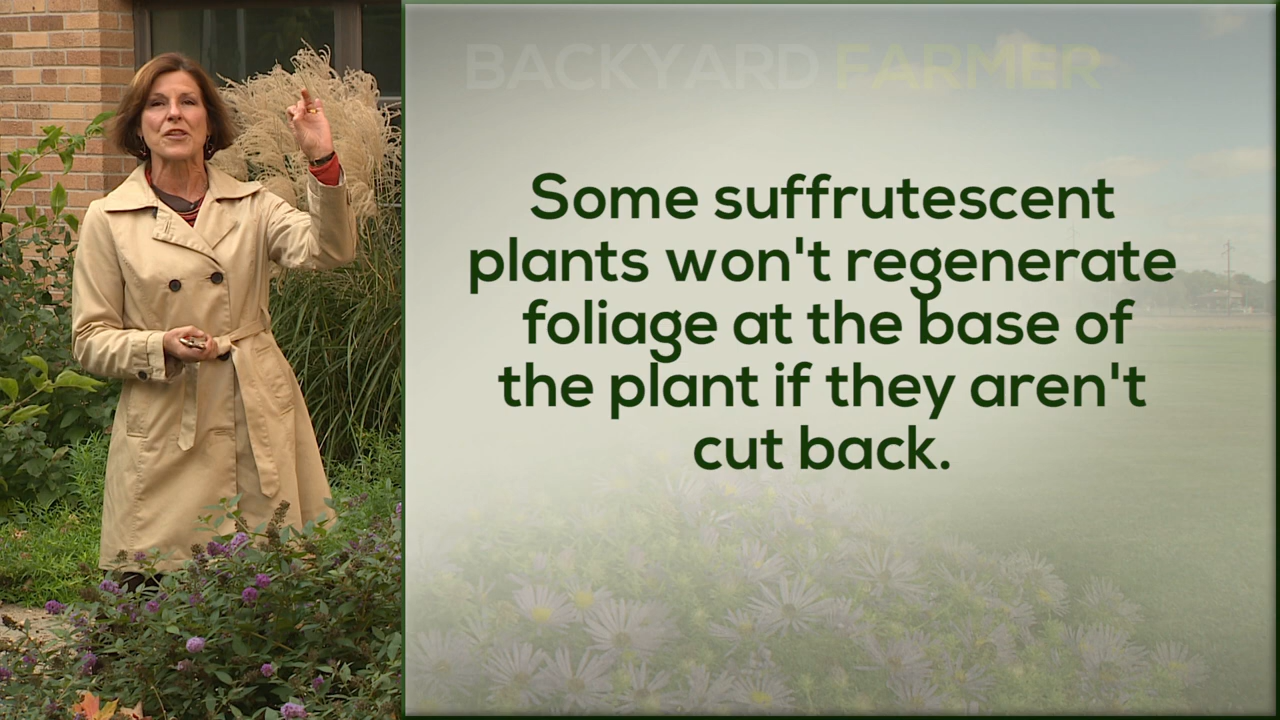 BACKYARD FARMER
Some suffrutescent
plants won't regenerate
foliage at the base of
the plant if they aren't
cut back.